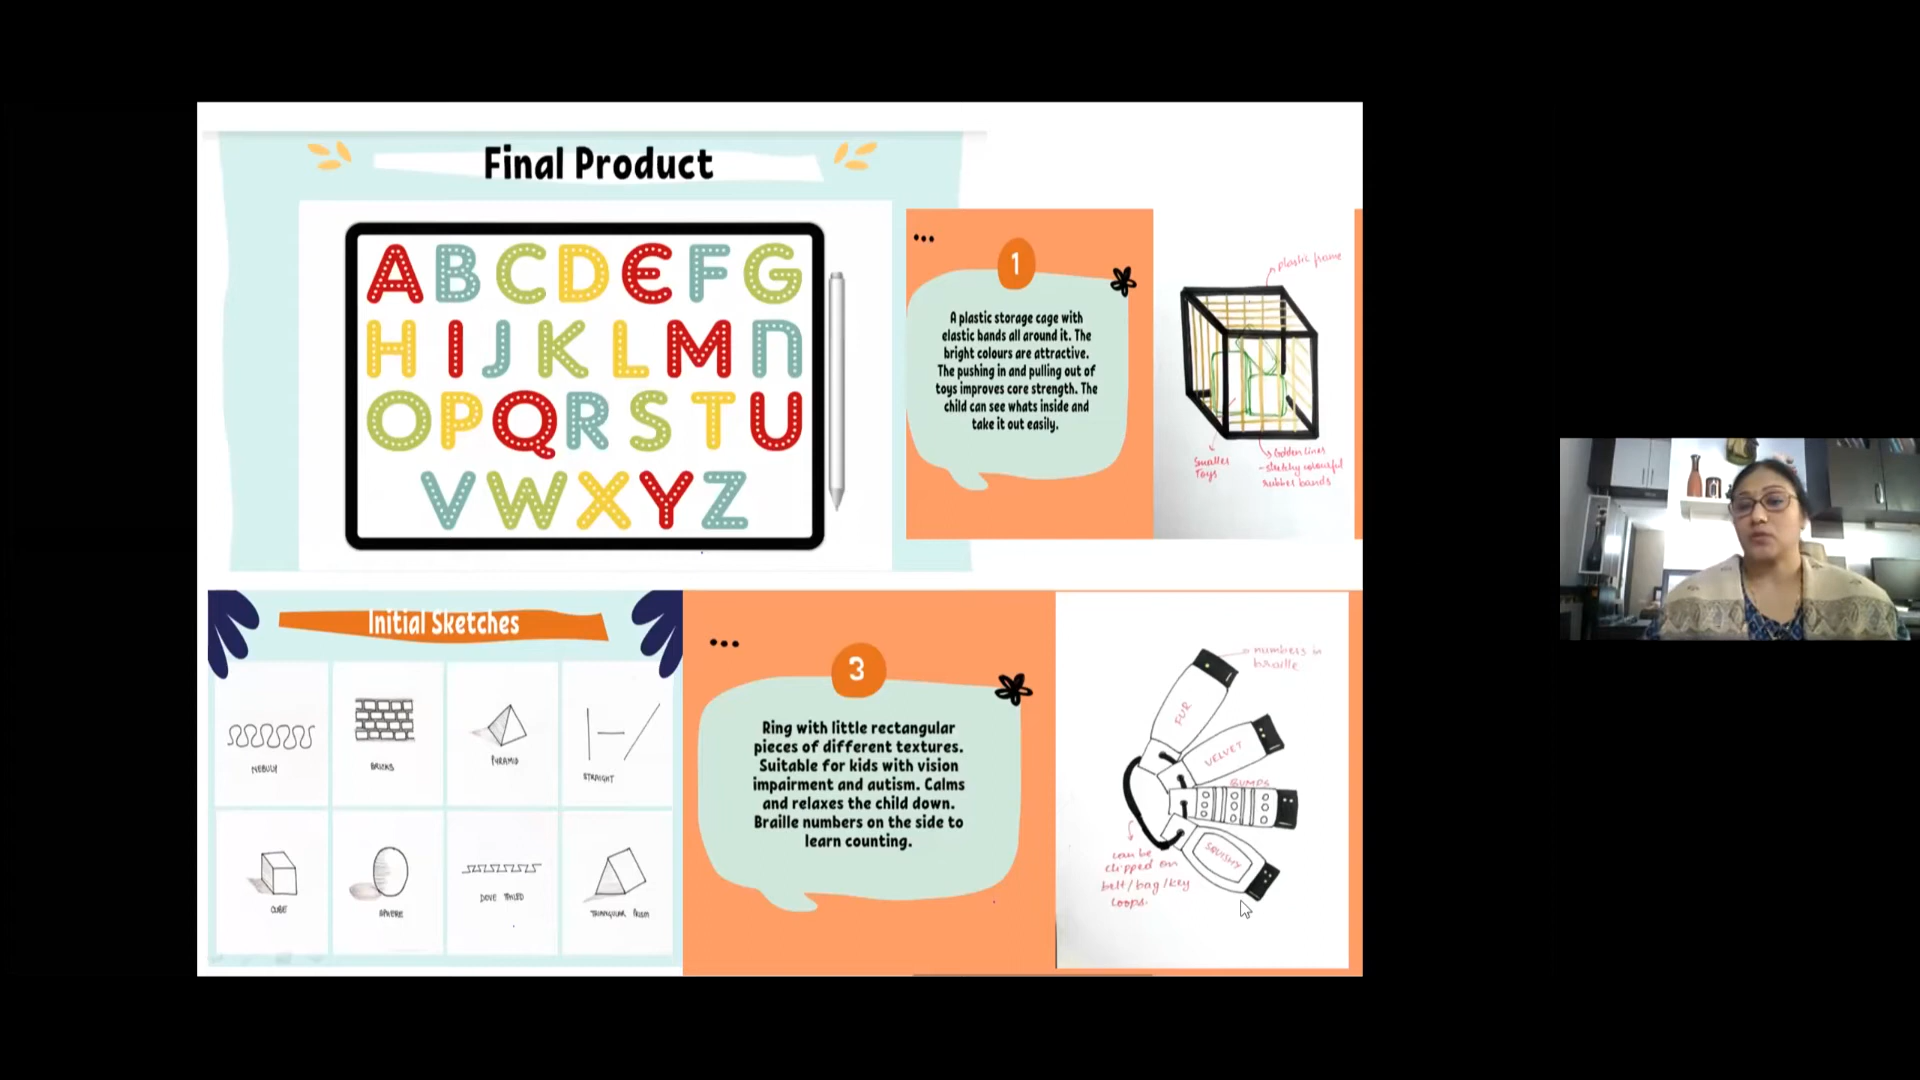 Final Product
A B C D E F G
H I J K L M N
O P Q R S T U
V W X Y Z
1
A plastic storage cage with
elastic bands all around it. The
bright colours are attractive.
The pushing in and pulling out of
toys improves core strength. The
child can see whats inside and
take it out easily.
plastic frame
Smaller
Toys
Golden lines
- stretchy colourful
rubber bands
Initial Sketches
NEBULY
BRICKS
PYRAMID
STRAIGHT
CUBE
SPHERE
DOVE TAILED
TRIANGULAR PRISM
3
Ring with little rectangular
pieces of different textures.
Suitable for kids with vision
impairment and autism. Calms
and relaxes the child down.
Braille numbers on the side to
learn counting.
numbers in
braille
FUR
VELVET
BUMPS
SQUISHY
can be
clipped on
belt/bag/key
loops.